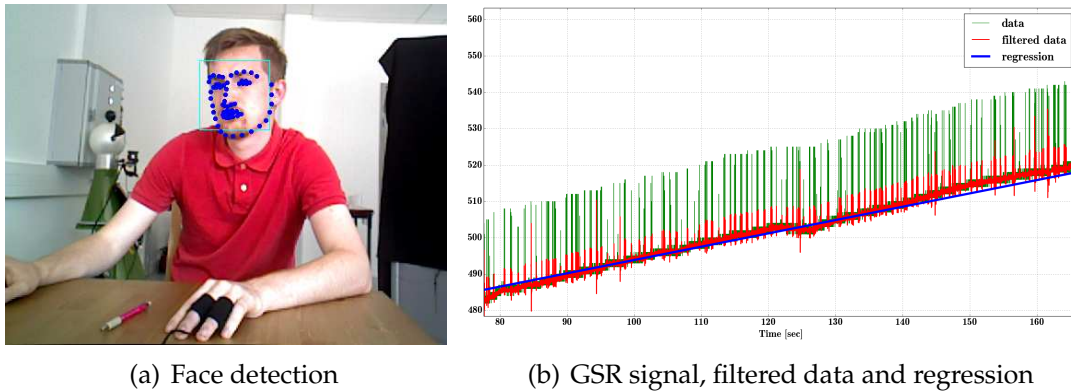 560
550
540
530
520
510
500
490
480
data
filtered data
regression
80 90 100 110 120 130 140 150 160
Time [sec]
(a) Face detection
(b) GSR signal, filtered data and regression